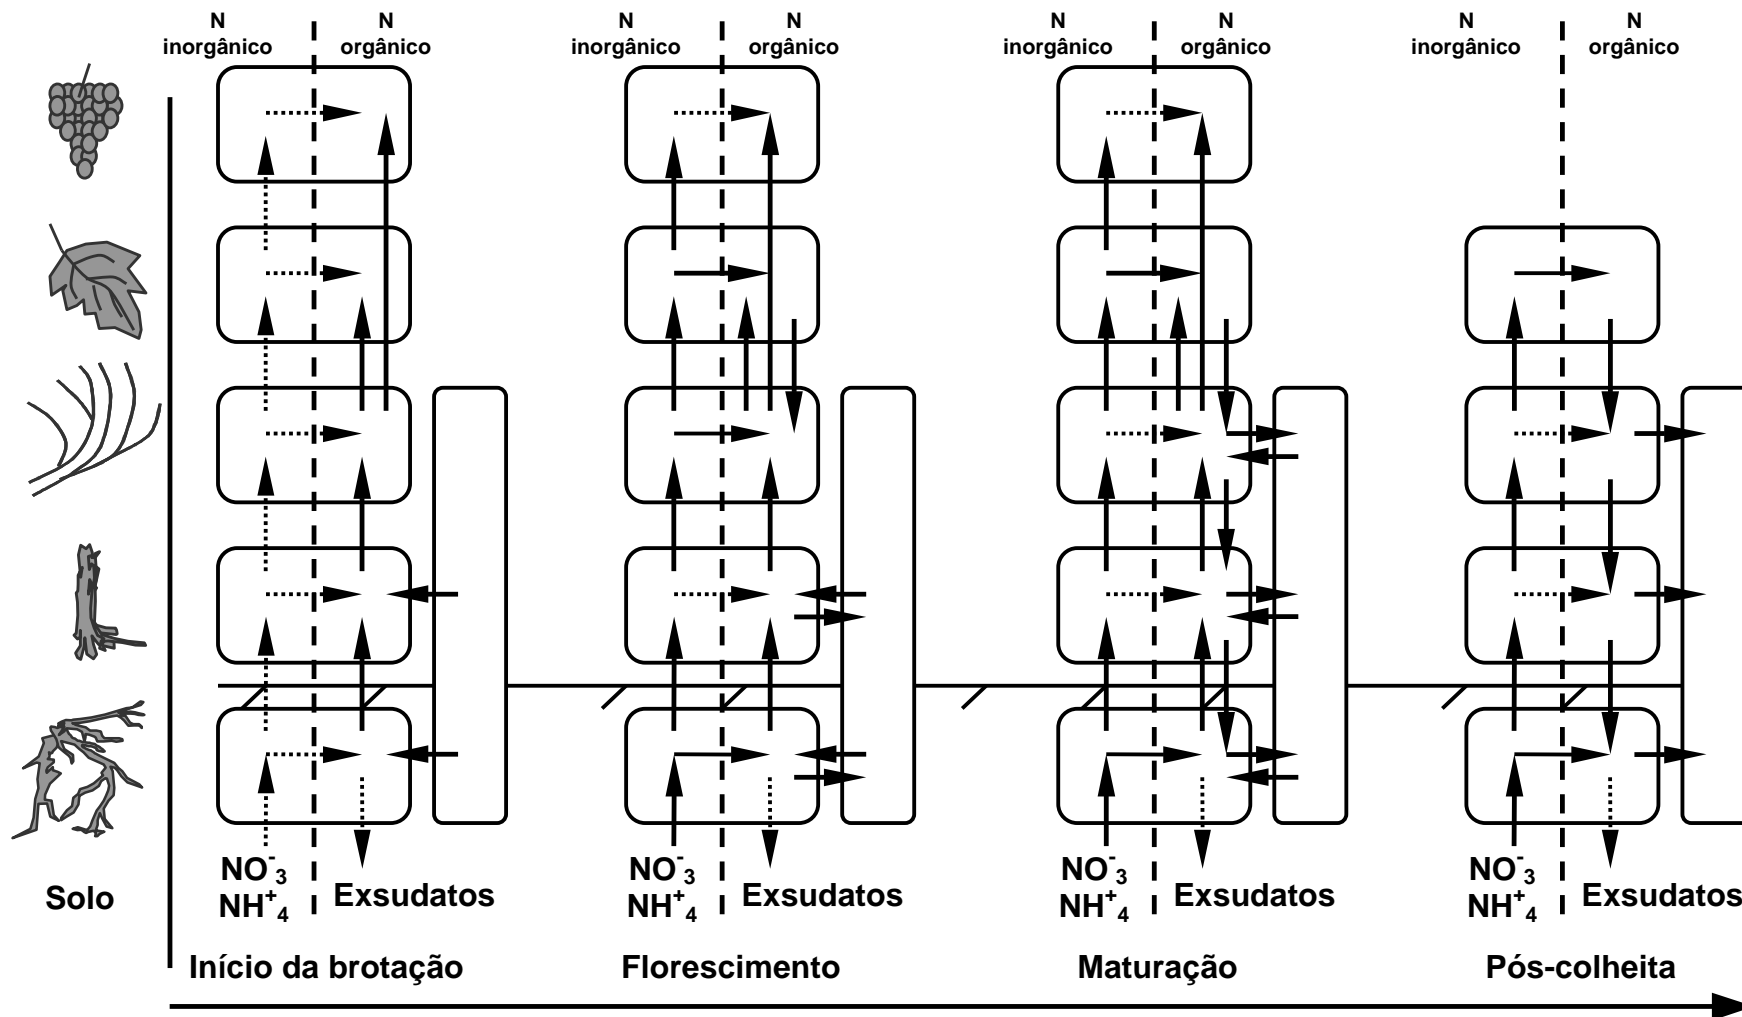 N
inorgânico
N
orgânico
N
inorgânico
N
orgânico
N
inorgânico
N
orgânico
N
inorgânico
N
orgânico
Solo
NO⁻₃
NH⁺₄
Exsudatos
NO⁻₃
NH⁺₄
Exsudatos
NO⁻₃
NH⁺₄
Exsudatos
NO⁻₃
NH⁺₄
Exsudatos
Início da brotação
Florescimento
Maturação
Pós-colheita